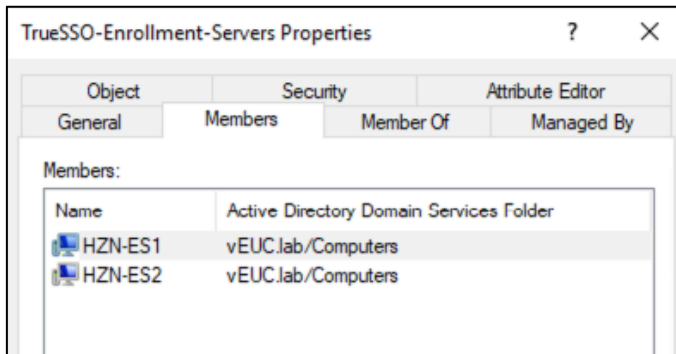 TrueSSO-Enrollment-Servers Properties ? ×
Object Security Attribute Editor
General Members Member Of Managed By
Members:
Name Active Directory Domain Services Folder
HZN-ES1 vEUC.lab/Computers
HZN-ES2 vEUC.lab/Computers